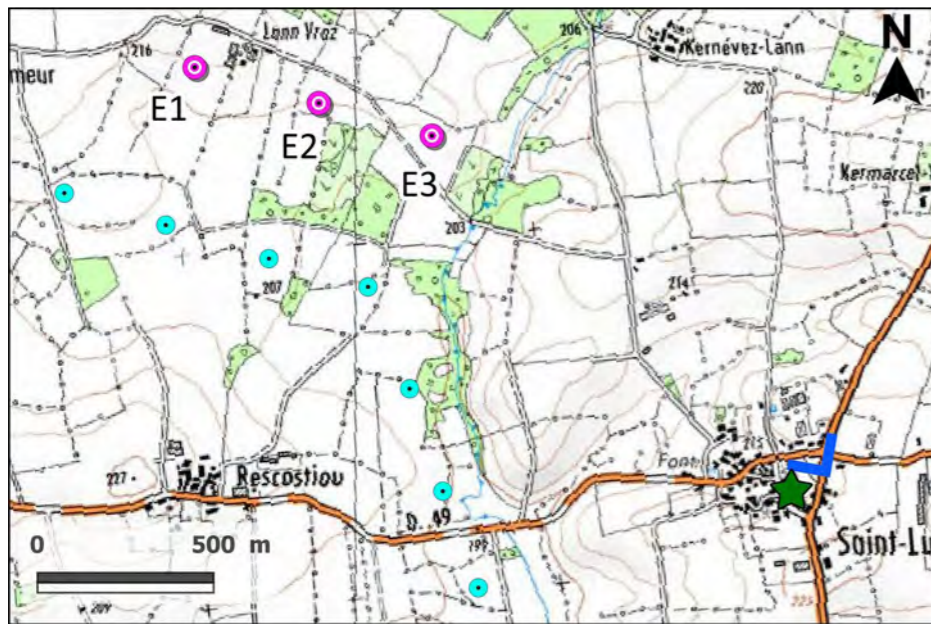 Lann Vraz
206
Kernévez-Lann
N
216
meur
E1
220
E2
E3
Kermarcel-
203
207
214
215
Font
227
Rescostiou
D. 49
0 500 m
Saint-Lu
209
223